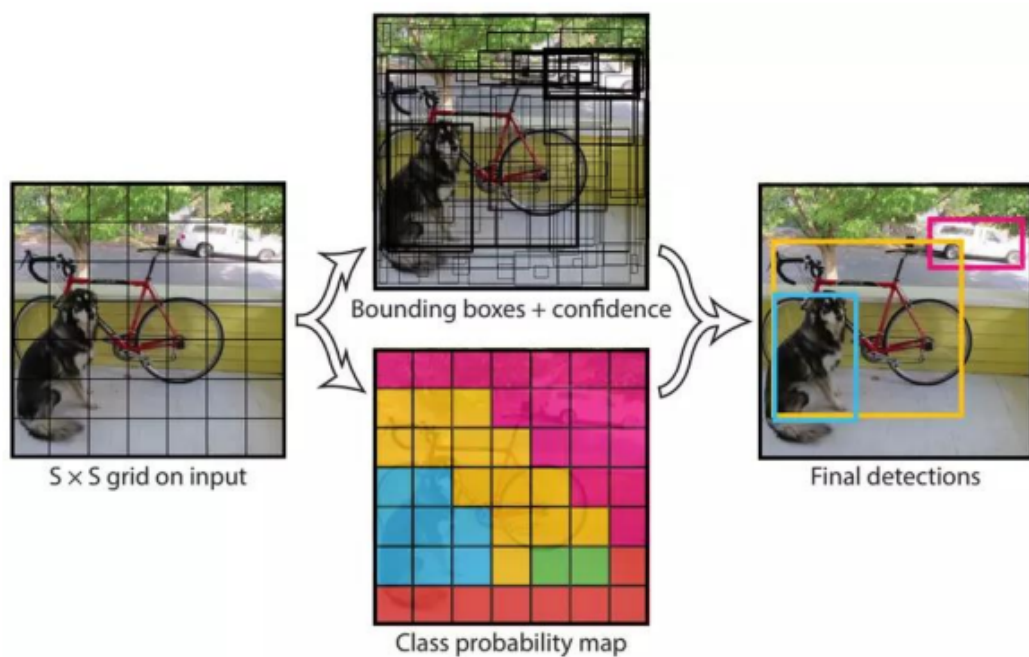 Bounding boxes + confidence
S × S grid on input
Final detections
Class probability map